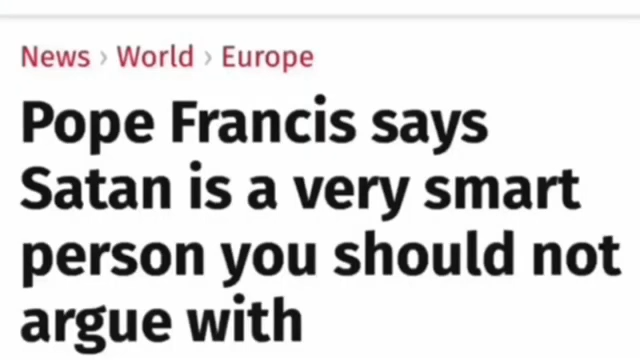 News › World › Europe
Pope Francis says
Satan is a very smart
person you should not
argue with